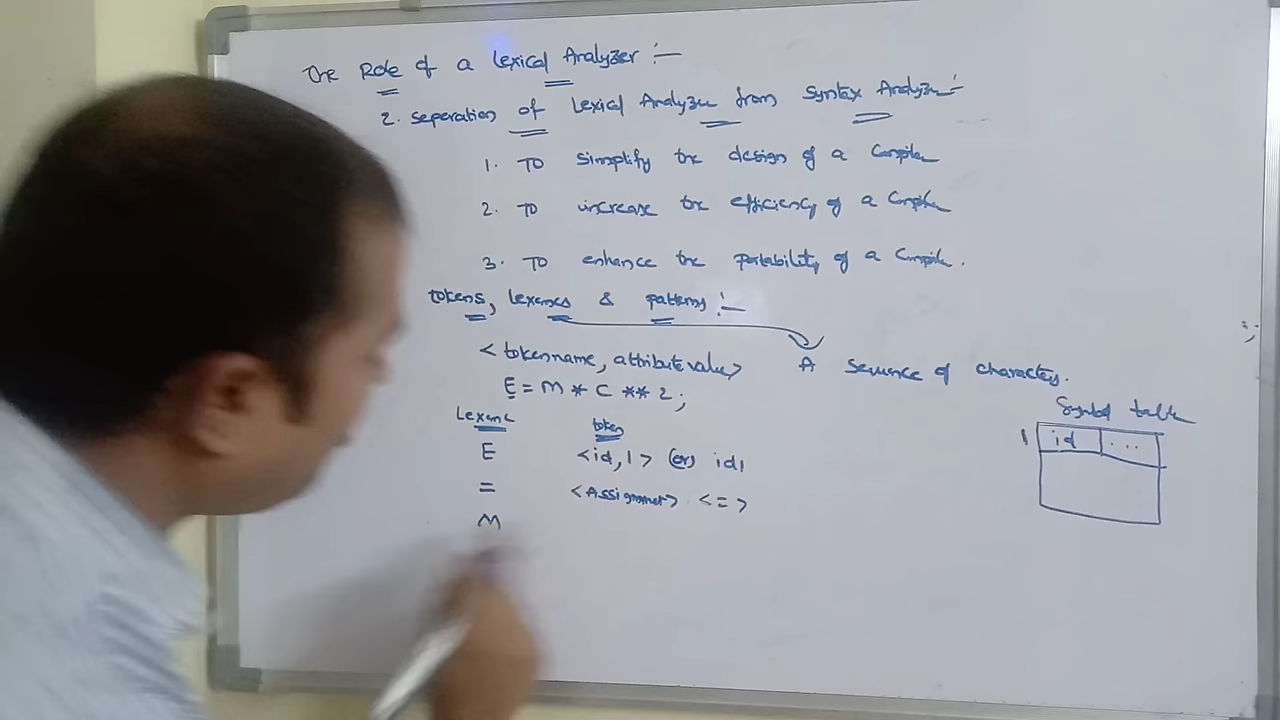 The Role of a Lexical Analyzer :-
2. Seperation of Lexical Analyzer from Syntax Analyzer :-
1. To simplify the design of a Compiler
2. To increase the efficiency of a Compiler
3. To enhance the portability of a Compiler.
tokens, lexemes & patterns :-
< tokenname, attribute value> A sequence of characters.
E = M * C ** 2 ;
Lexeme token
Symbol table
E <id, 1> (or) id1
1 id ...
= <Assignment> < = >
M